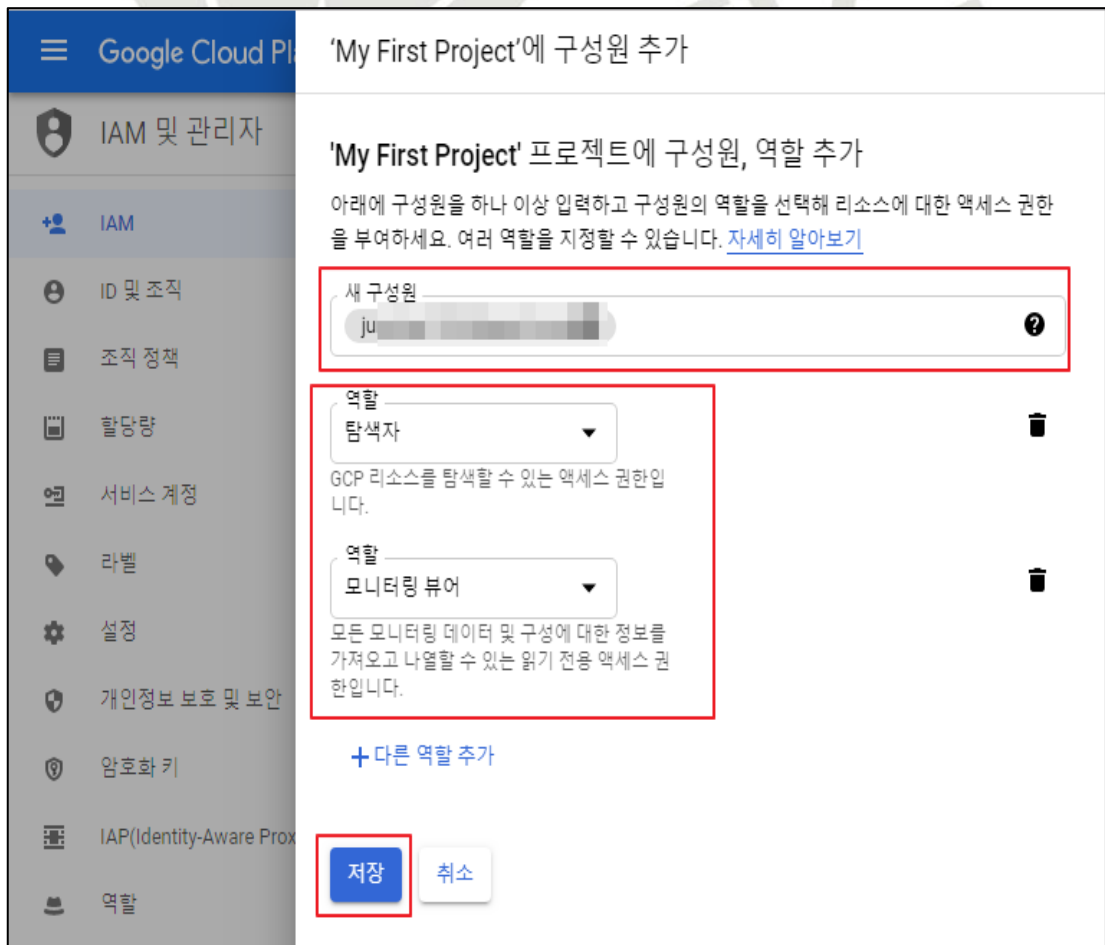 Google Cloud Pl
IAM 및 관리자
IAM
ID 및 조직
조직 정책
할당량
서비스 계정
라벨
설정
개인정보 보호 및 보안
암호화 키
IAP(Identity-Aware Prox
역할
'My First Project'에 구성원 추가
'My First Project' 프로젝트에 구성원, 역할 추가
아래에 구성원을 하나 이상 입력하고 구성원의 역할을 선택해 리소스에 대한 액세스 권한
을 부여하세요. 여러 역할을 지정할 수 있습니다. 자세히 알아보기
새 구성원
ju
역할
탐색자
GCP 리소스를 탐색할 수 있는 액세스 권한입
니다.
역할
모니터링 뷰어
모든 모니터링 데이터 및 구성에 대한 정보를
가져오고 나열할 수 있는 읽기 전용 액세스 권
한입니다.
+ 다른 역할 추가
저장
취소